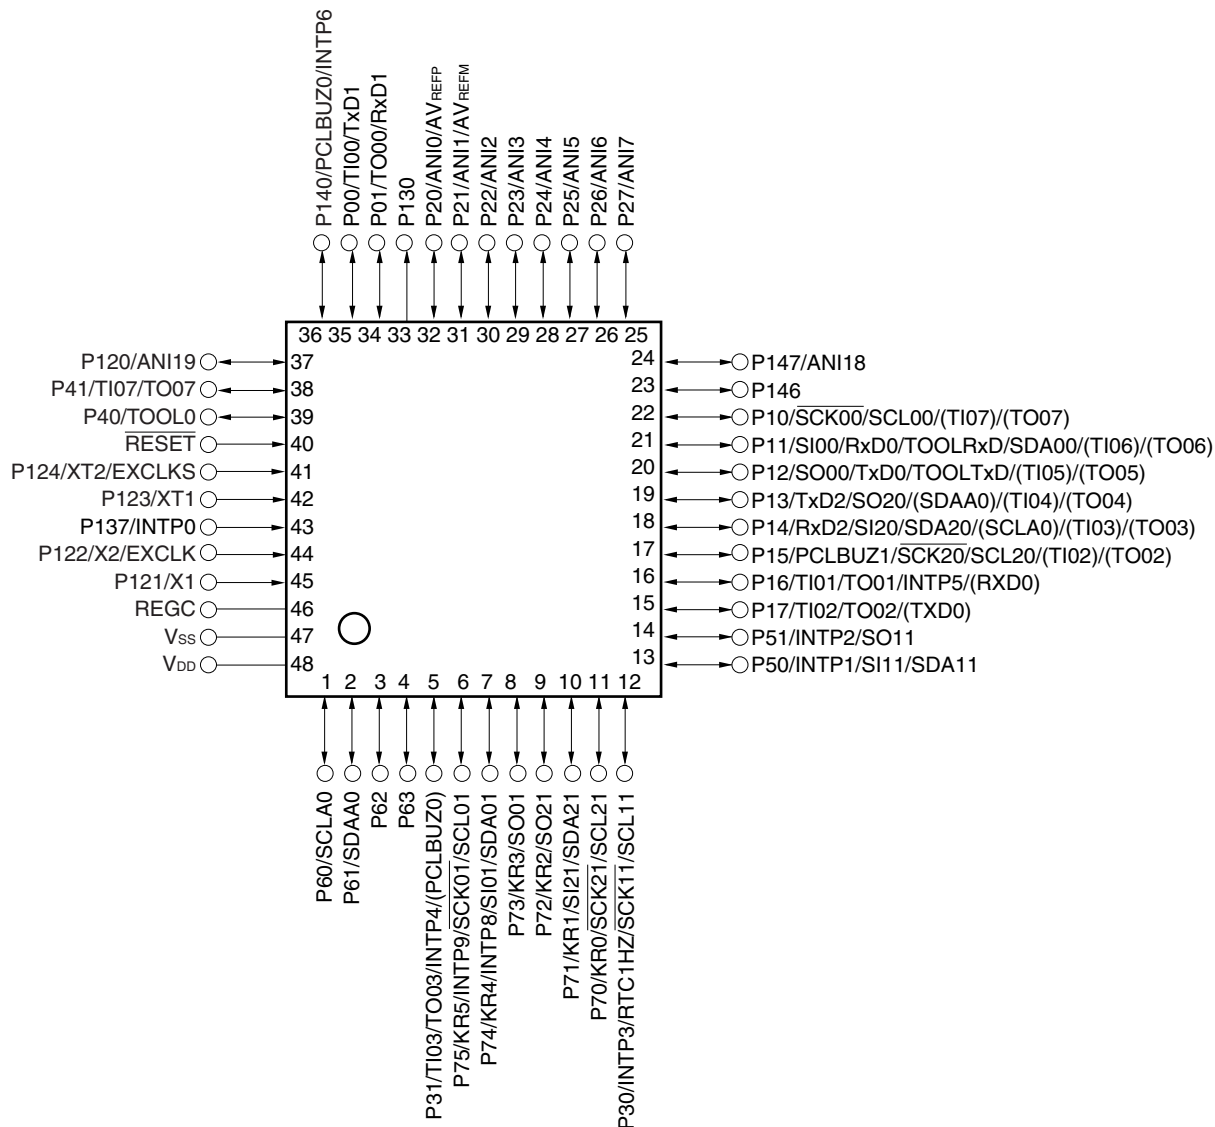 P140/PCLBUZ0/INTP6
P00/TI00/TxD1
P01/TO00/RxD1
P130
P20/ANI0/AVREFP
P21/ANI1/AVREFM
P22/ANI2
P23/ANI3
P24/ANI4
P25/ANI5
P26/ANI6
P27/ANI7
36 35 34 33 32 31 30 29 28 27 26 25
P120/ANI19 37
P41/TI07/TO07 38
P40/TOOL0 39
RESET 40
P124/XT2/EXCLKS 41
P123/XT1 42
P137/INTP0 43
P122/X2/EXCLK 44
P121/X1 45
REGC 46
VSS 47
VDD 48
24 P147/ANI18
23 P146
22 P10/SCK00/SCL00/(TI07)/(TO07)
21 P11/SI00/RxD0/TOOLRxD/SDA00/(TI06)/(TO06)
20 P12/SO00/TxD0/TOOLTxD/(TI05)/(TO05)
19 P13/TxD2/SO20/(SDAA0)/(TI04)/(TO04)
18 P14/RxD2/SI20/SDA20/(SCLA0)/(TI03)/(TO03)
17 P15/PCLBUZ1/SCK20/SCL20/(TI02)/(TO02)
16 P16/TI01/TO01/INTP5/(RXD0)
15 P17/TI02/TO02/(TXD0)
14 P51/INTP2/SO11
13 P50/INTP1/SI11/SDA11
1 2 3 4 5 6 7 8 9 10 11 12
P60/SCLA0
P61/SDAA0
P62
P63
P31/TI03/TO03/INTP4/(PCLBUZ0)
P75/KR5/INTP9/SCK01/SCL01
P74/KR4/INTP8/SI01/SDA01
P73/KR3/SO01
P72/KR2/SO21
P71/KR1/SI21/SDA21
P70/KR0/SCK21/SCL21
P30/INTP3/RTC1HZ/SCK11/SCL11